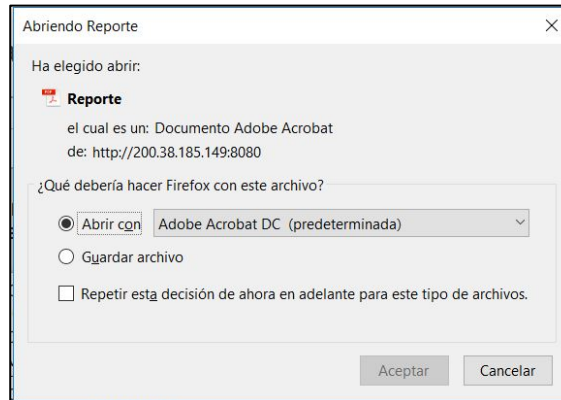 Abriendo Reporte
Ha elegido abrir:
Reporte
el cual es un: Documento Adobe Acrobat
de: http://200.38.185.149:8080
¿Qué debería hacer Firefox con este archivo?
Abrir con Adobe Acrobat DC (predeterminada)
Guardar archivo
Repetir esta decisión de ahora en adelante para este tipo de archivos.
Aceptar Cancelar